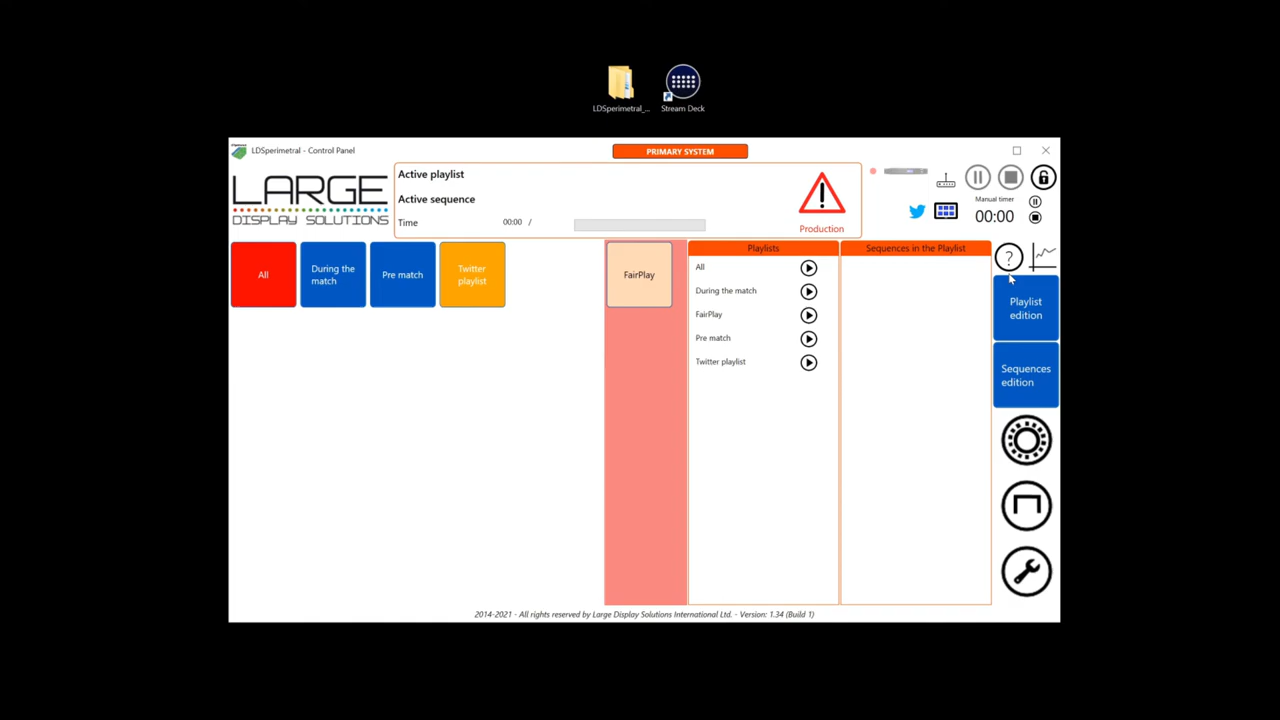 LDSperimetral_...
Stream Deck
LDSperimetral - Control Panel
PRIMARY SYSTEM
LARGE
DISPLAY SOLUTIONS
Active playlist
Active sequence
Time
00:00 /
Production
Manual timer
00:00
All
During the
match
Pre match
Twitter
playlist
FairPlay
Playlists
All
During the match
FairPlay
Pre match
Twitter playlist
Sequences in the Playlist
?
Playlist
edition
Sequences
edition
2014-2021 - All rights reserved by Large Display Solutions International Ltd. - Version: 1.34 (Build 1)